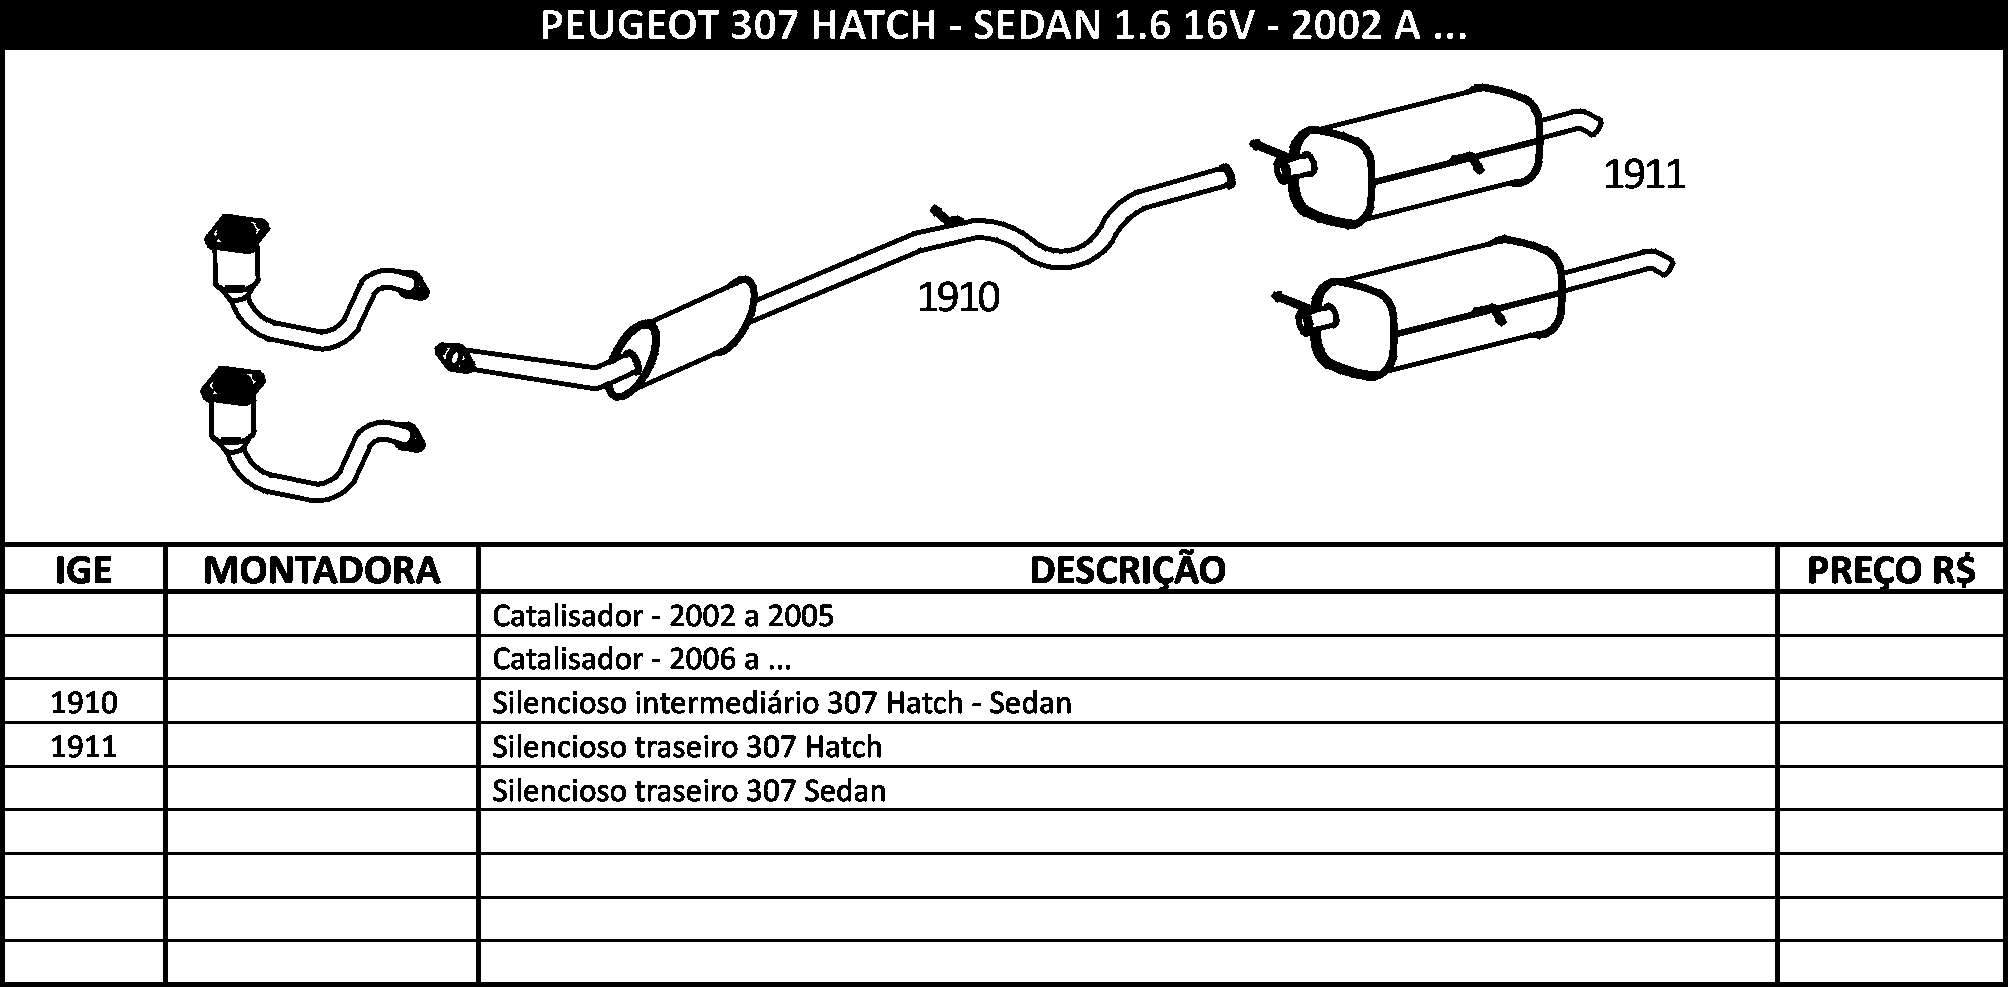 PEUGEOT 307 HATCH - SEDAN 1.6 16V - 2002 A ...
1911
1910
IGE MONTADORA DESCRIÇÃO PREÇO R$
Catalisador - 2002 a 2005
Catalisador - 2006 a ...
1910 Silencioso intermediário 307 Hatch - Sedan
1911 Silencioso traseiro 307 Hatch
Silencioso traseiro 307 Sedan